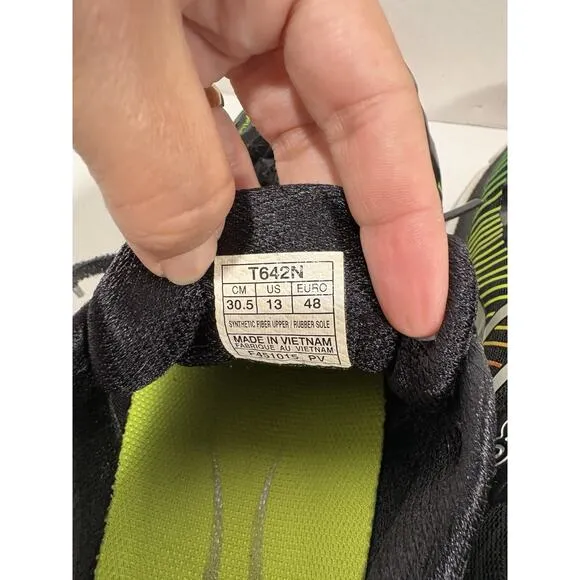 T642N
CM US EURO
30.5 13 48
SYNTHETIC FIBER UPPER / RUBBER SOLE
MADE IN VIETNAM
FABRIQUE AU VIETNAM
F451015 PV